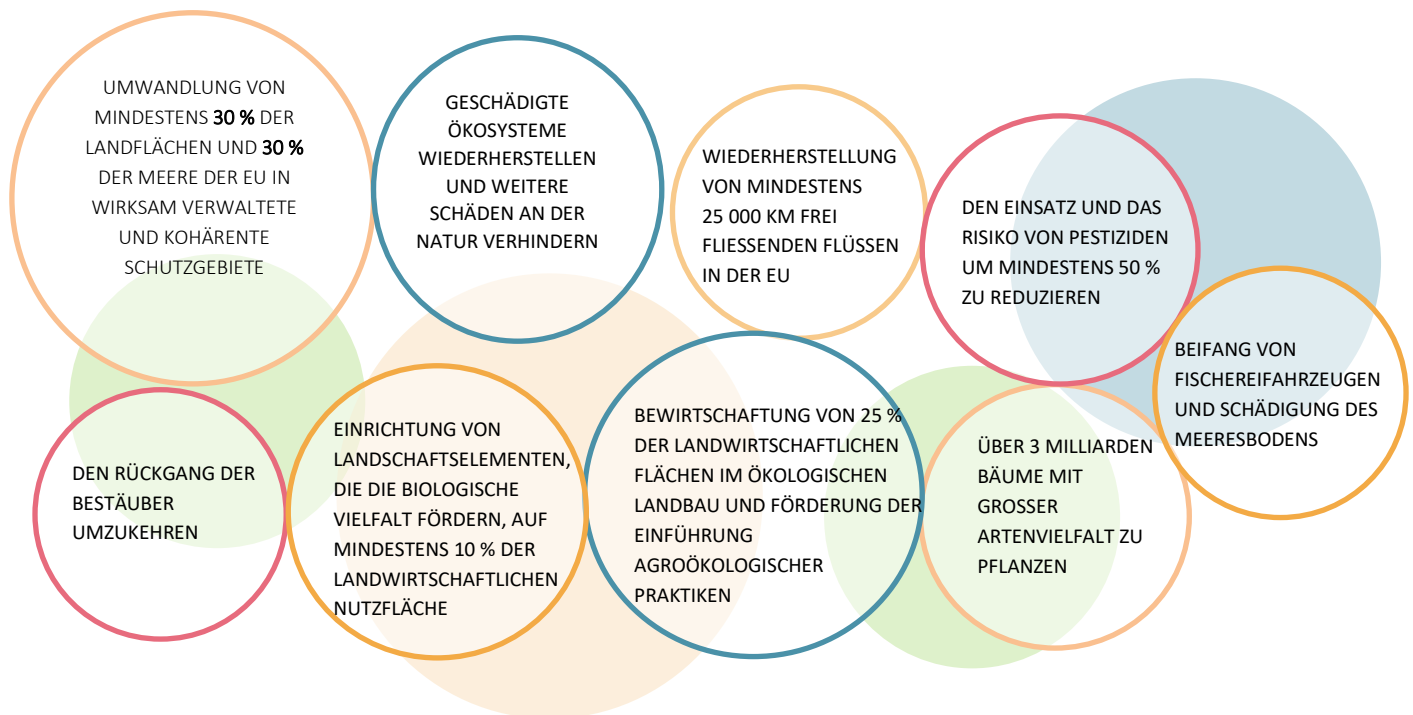 UMWANDLUNG VON
MINDESTENS 30 % DER
LANDFLÄCHEN UND 30 %
DER MEERE DER EU IN
WIRKSAM VERWALTETE
UND KOHÄRENTE
SCHUTZGEBIETE
GESCHÄDIGTE
ÖKOSYSTEME
WIEDERHERSTELLEN
UND WEITERE
SCHÄDEN AN DER
NATUR VERHINDERN
WIEDERHERSTELLUNG
VON MINDESTENS
25 000 KM FREI
FLIESSENDEN FLÜSSEN
IN DER EU
DEN EINSATZ UND DAS
RISIKO VON PESTIZIDEN
UM MINDESTENS 50 %
ZU REDUZIEREN
BEIFANG VON
FISCHEREIFAHRZEUGEN
UND SCHÄDIGUNG DES
MEERESBODENS
DEN RÜCKGANG DER
BESTÄUBER
UMZUKEHREN
EINRICHTUNG VON
LANDSCHAFTSELEMENTEN,
DIE DIE BIOLOGISCHE
VIELFALT FÖRDERN, AUF
MINDESTENS 10 % DER
LANDWIRTSCHAFTLICHEN
NUTZFLÄCHE
BEWIRTSCHAFTUNG VON 25 %
DER LANDWIRTSCHAFTLICHEN
FLÄCHEN IM ÖKOLOGISCHEN
LANDBAU UND FÖRDERUNG DER
EINFÜHRUNG
AGROÖKOLOGISCHER
PRAKTIKEN
ÜBER 3 MILLIARDEN
BÄUME MIT
GROSSER
ARTENVIELFALT ZU
PFLANZEN